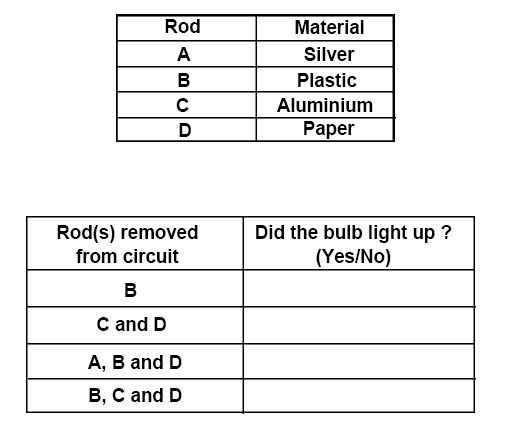 Rod Material
A Silver
B Plastic
C Aluminium
D Paper
Rod(s) removed from circuit Did the bulb light up ? (Yes/No)
B
C and D
A, B and D
B, C and D